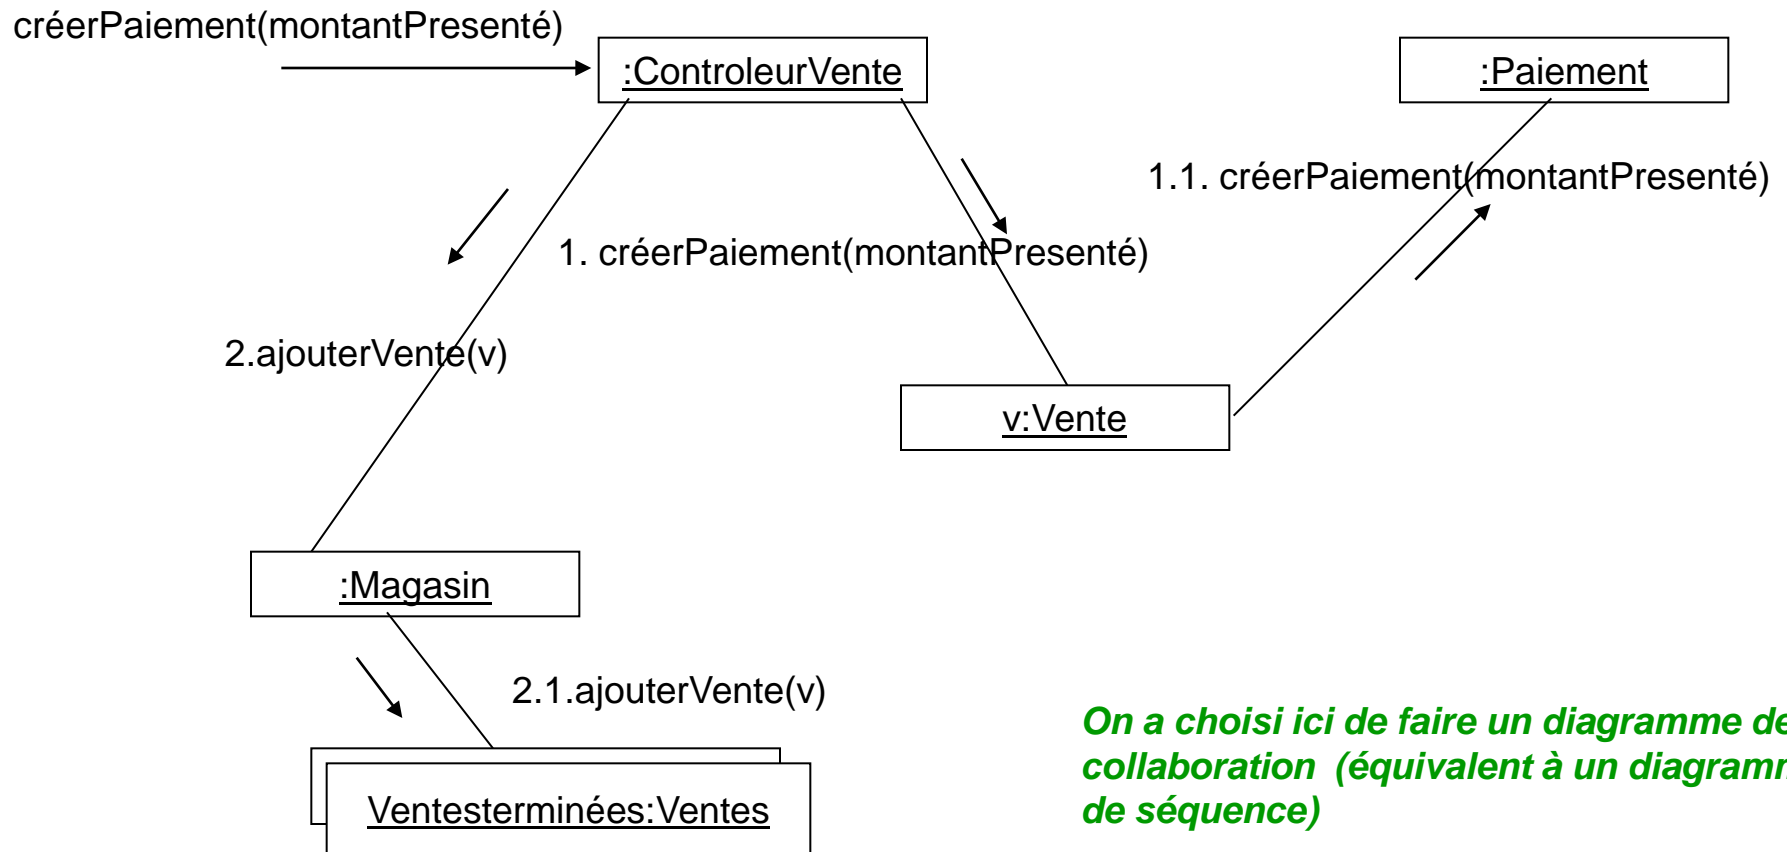 créerPaiement(montantPresenté)
:ControleurVente
:Paiement
1.1. créerPaiement(montantPresenté)
1. créerPaiement(montantPresenté)
2.ajouterVente(v)
v:Vente
:Magasin
2.1.ajouterVente(v)
On a choisi ici de faire un diagramme de
collaboration (équivalent à un
de séquence)
Ventesterminées:Ventes